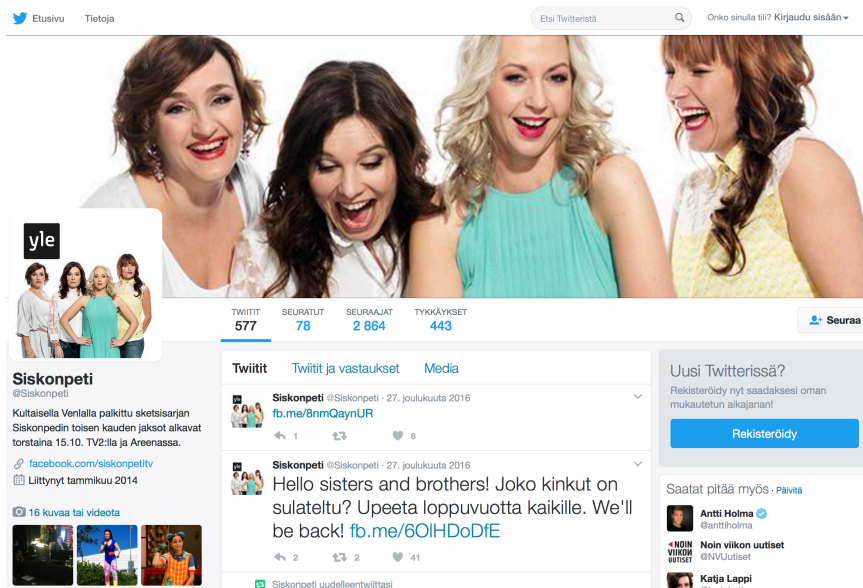 Etusivu
Tietoja
Etsi Twitteristä
Onko sinulla tili? Kirjaudu sisään
yle
TWIITIT
577
SEURATUT
78
SEURAAJAT
2 864
TYKKÄYKSET
443
Seuraa
Siskonpeti
@Siskonpeti
Kultaisella Venlalla palkittu sketsisarjan
Siskonpedin toisen kauden jaksot alkavat
torstaina 15.10. TV2:lla ja Areenassa.
facebook.com/siskonpetitv
Liittynyt tammikuu 2014
16 kuvaa tai videota
Twiitit
Twiitit ja vastaukset
Media
Siskonpeti @Siskonpeti · 27. joulukuuta 2016
fb.me/8nmQaynUR
1
6
Siskonpeti @Siskonpeti · 27. joulukuuta 2016
Hello sisters and brothers! Joko kinkut on
sulateltu? Upeeta loppuvuotta kaikille. We'll
be back! fb.me/6OlHDoDfE
2
2
41
Siskonpeti uudelleentwiittasi
Uusi Twitterissä?
Rekisteröidy nyt saadaksesi oman
mukautetun aikajanan!
Rekisteröidy
Saatat pitää myös · Päivitä
Antti Holma
@anttiholma
NOIN
VIIKON
UUTISET
Noin viikon uutiset
@NVUutiset
Katja Lappi